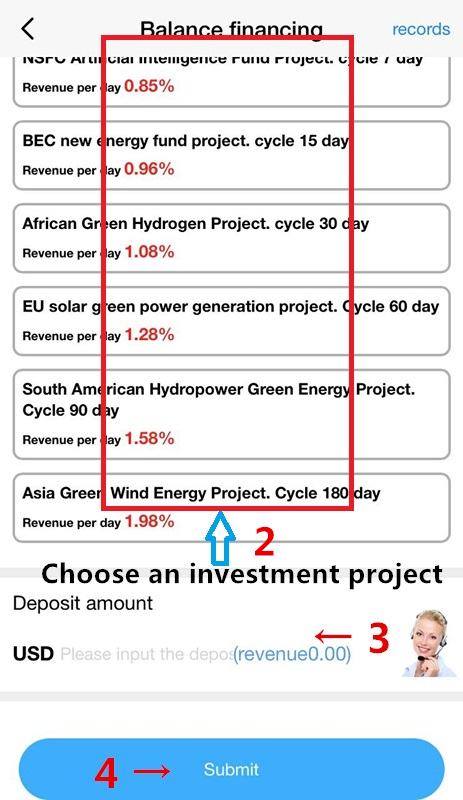 Balance financing
records
NSFC Artificial Intelligence Fund Project. cycle 7 day
Revenue per day 0.85%
BEC new energy fund project. cycle 15 day
Revenue per day 0.96%
African Green Hydrogen Project. cycle 30 day
Revenue per day 1.08%
EU solar green power generation project. Cycle 60 day
Revenue per day 1.28%
South American Hydropower Green Energy Project.
Cycle 90 day
Revenue per day 1.58%
Asia Green Wind Energy Project. Cycle 180 day
Revenue per day 1.98%
2
Choose an investment project
Deposit amount
3
USD Please input the depos(revenue0.00)
4 Submit